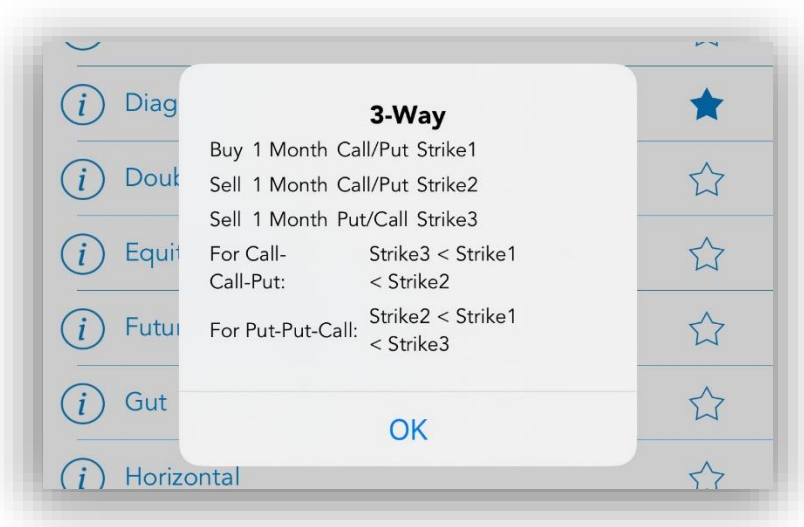 3-Way
Buy 1 Month Call/Put Strike1
Sell 1 Month Call/Put Strike2
Sell 1 Month Put/Call Strike3
For Call-
Call-Put:
Strike3 < Strike1
< Strike2
For Put-Put-Call:
Strike2 < Strike1
< Strike3
OK
i
i Diag
i Doub
i Equit
i Futur
i Gut
i Horizontal